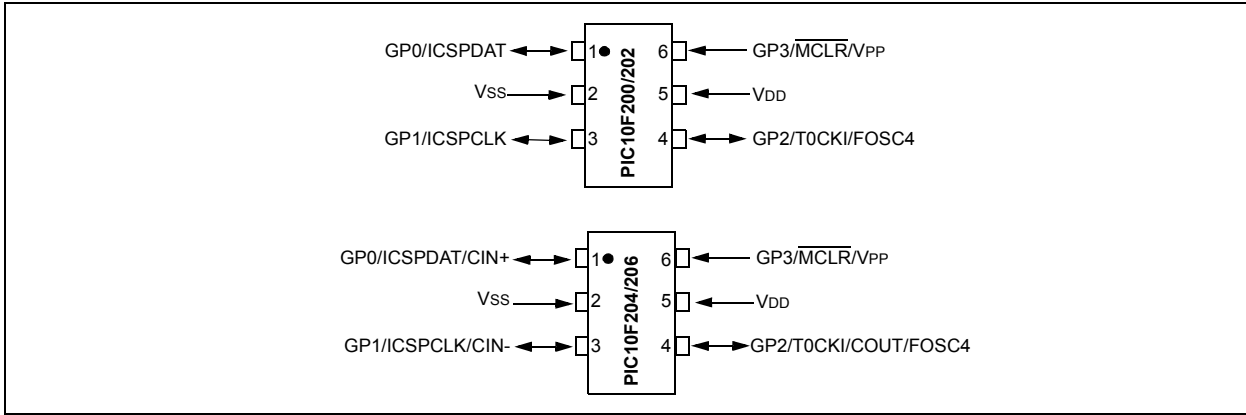 GP0/ICSPDAT 1 6 GP3/MCLR/VPP
VSS 2 5 VDD
GP1/ICSPCLK 3 4 GP2/T0CKI/FOSC4
PIC10F200/202
GP0/ICSPDAT/CIN+ 1 6 GP3/MCLR/VPP
VSS 2 5 VDD
GP1/ICSPCLK/CIN- 3 4 GP2/T0CKI/COUT/FOSC4
PIC10F204/206